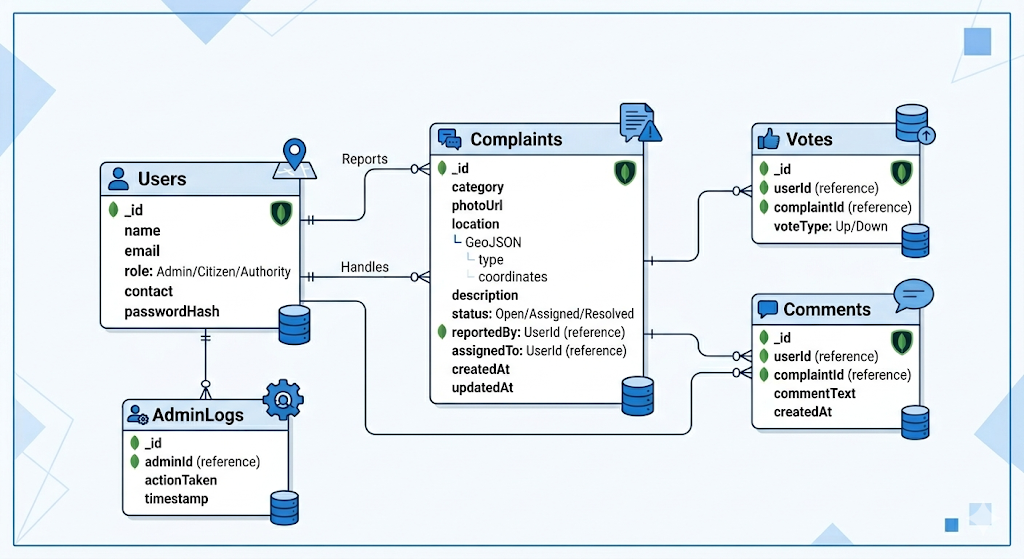 Users
_id
name
email
role: Admin/Citizen/Authority
contact
passwordHash
Reports
Handles
AdminLogs
_id
adminId (reference)
actionTaken
timestamp
Complaints
_id
category
photoUrl
location
GeoJSON
type
coordinates
description
status: Open/Assigned/Resolved
reportedBy: UserId (reference)
assignedTo: UserId (reference)
createdAt
updatedAt
Votes
_id
userId (reference)
complaintId (reference)
voteType: Up/Down
Comments
_id
userId (reference)
complaintId (reference)
commentText
createdAt